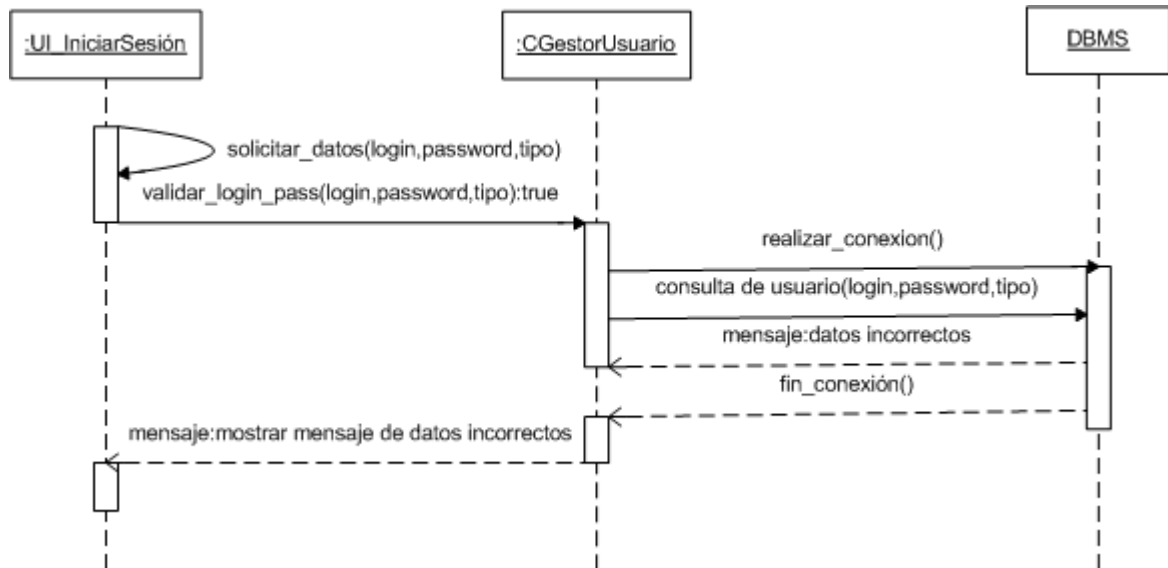 :UI_IniciarSesión
:CGestorUsuario
DBMS
solicitar_datos(login,password,tipo)
validar_login_pass(login,password,tipo):true
realizar_conexion()
consulta de usuario(login,password,tipo)
mensaje:datos incorrectos
fin_conexión()
mensaje:mostrar mensaje de datos incorrectos